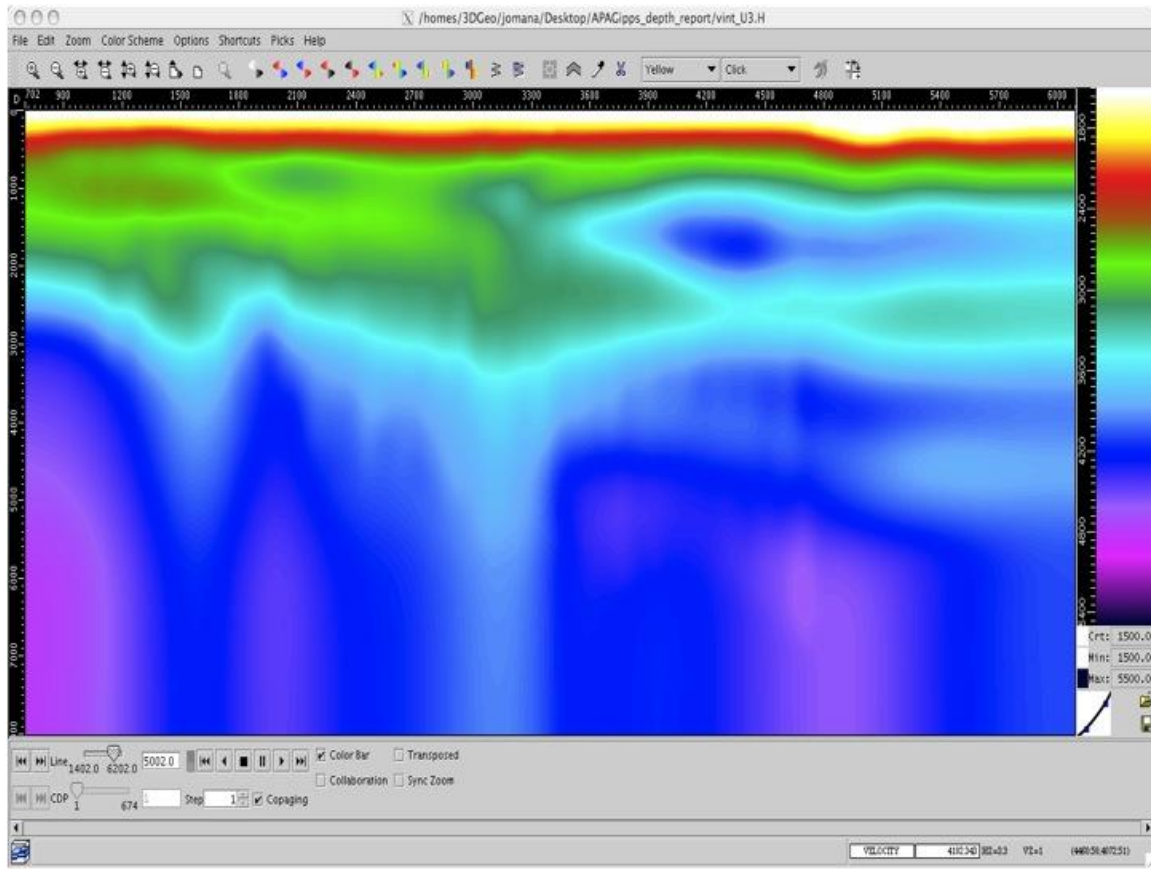 X /homes/3DGeo/jomana/Desktop/APAGipps_depth_report/vint_U3.H
File Edit Zoom Color Scheme Options Shortcuts Picks Help
Yellow Click
D 702 900 1200 1500 1800 2100 2400 2700 3000 3300 3600 3900 4200 4500 4800 5100 5400 5700 6000
0
1000
2000
3000
4000
5000
6000
7000
1800
2400
3000
3600
4200
4800
Crt: 1500.0
Min: 1500.0
Max: 5500.0
Line 1402.0 6202.0 5002.0 Color Bar Transposed
Collaboration Sync Zoom
CDP 1 674 1 Step 1 Copaging
VELOCITY